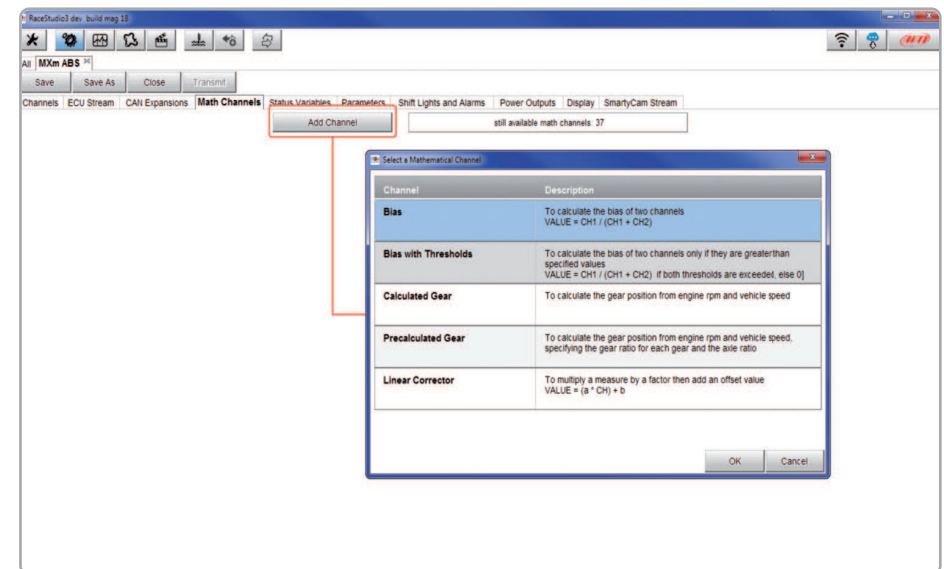 RaceStudio3 dev build mag 18
AiM
All MXm ABS
Save Save As Close Transmit
Channels ECU Stream CAN Expansions Math Channels Status Variables Parameters Shift Lights and Alarms Power Outputs Display SmartyCam Stream
Add Channel still available math channels: 37
Select a Mathematical Channel
Channel Description
Bias To calculate the bias of two channels
VALUE = CH1 / (CH1 + CH2)
Bias with Thresholds To calculate the bias of two channels only if they are greaterthan
specified values
VALUE = CH1 / (CH1 + CH2) if both thresholds are exceeded, else 0]
Calculated Gear To calculate the gear position from engine rpm and vehicle speed
Precalculated Gear To calculate the gear position from engine rpm and vehicle speed,
specifying the gear ratio for each gear and the axle ratio
Linear Corrector To multiply a measure by a factor then add an offset value
VALUE = (a * CH) + b
OK Cancel